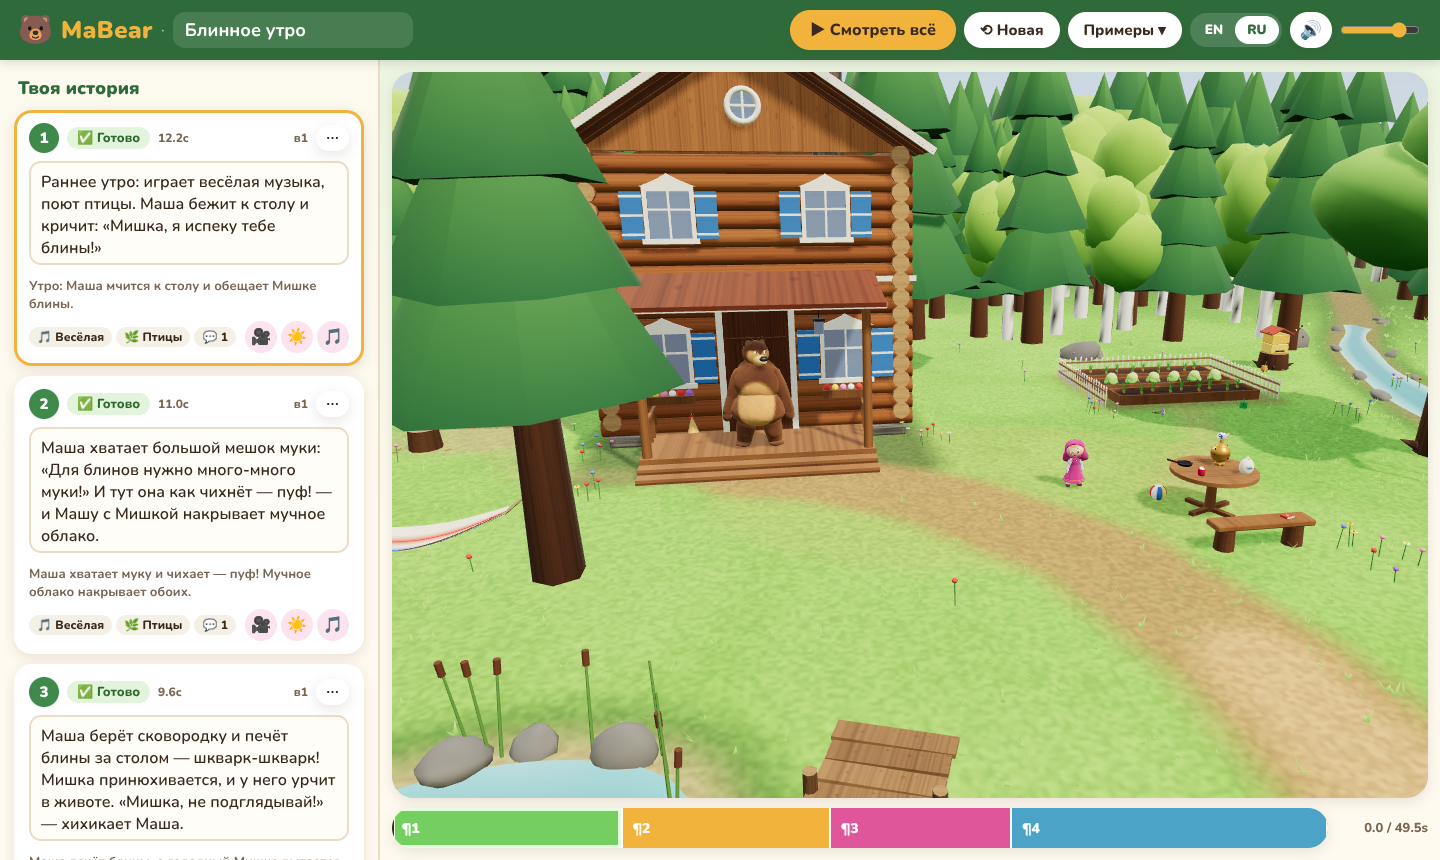 MaBear · Блинное утро
▶ Смотреть всё
⟲ Новая
Примеры ▾
EN RU
Твоя история
1 ✅ Готово 12.2с в1 ···
Раннее утро: играет весёлая музыка,
поют птицы. Маша бежит к столу и
кричит: «Мишка, я испеку тебе
блины!»
Утро: Маша мчится к столу и обещает Мишке
блины.
🎵 Весёлая 🌿 Птицы 💬 1
2 ✅ Готово 11.0с в1 ···
Маша хватает большой мешок муки:
«Для блинов нужно много-много
муки!» И тут она как чихнёт — пуф! —
и Машу с Мишкой накрывает мучное
облако.
Маша хватает муку и чихает — пуф! Мучное
облако накрывает обоих.
🎵 Весёлая 🌿 Птицы 💬 1
3 ✅ Готово 9.6с в1 ···
Маша берёт сковородку и печёт
блины за столом — шкварк-шкварк!
Мишка принюхивается, и у него урчит
в животе. «Мишка, не подглядывай!»
— хихикает Маша.
¶1 ¶2 ¶3 ¶4
0.0 / 49.5s